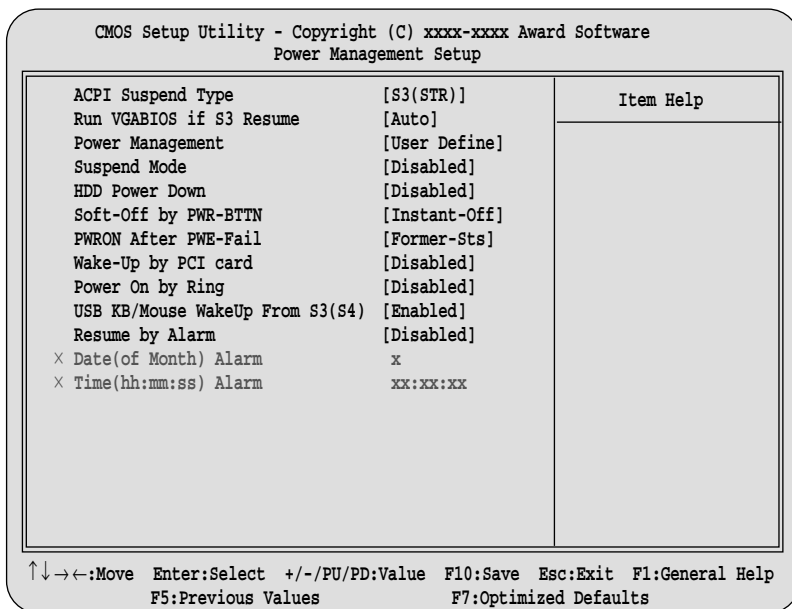 CMOS Setup Utility - Copyright (C) xxxx-xxxx Award Software
Power Management Setup
ACPI Suspend Type [S3(STR)]
Item Help
Run VGABIOS if S3 Resume [Auto]
Power Management [User Define]
Suspend Mode [Disabled]
HDD Power Down [Disabled]
Soft-Off by PWR-BTTN [Instant-Off]
PWRON After PWE-Fail [Former-Sts]
Wake-Up by PCI card [Disabled]
Power On by Ring [Disabled]
USB KB/Mouse WakeUp From S3(S4) [Enabled]
Resume by Alarm [Disabled]
X Date(of Month) Alarm x
X Time(hh:mm:ss) Alarm xx:xx:xx
↑↓→←:Move Enter:Select +/-/PU/PD:Value F10:Save Esc:Exit F1:General Help
F5:Previous Values F7:Optimized Defaults